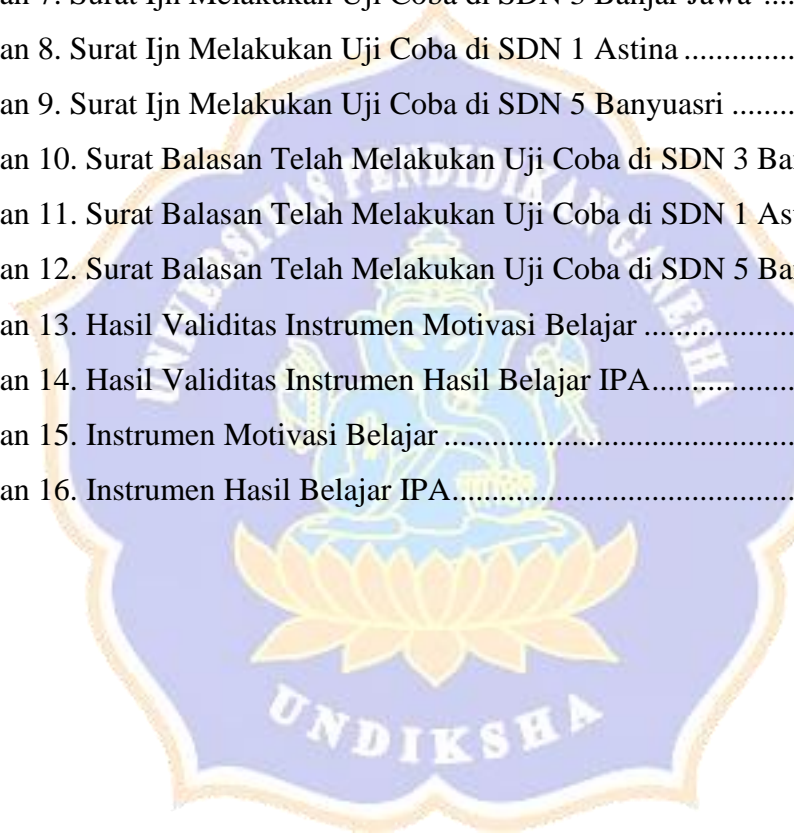 an 7. Surat Ijn Melakukan Uji Coba di SDN 3 Banjar Jawa ....
an 8. Surat Ijn Melakukan Uji Coba di SDN 1 Astina ..............
an 9. Surat Ijn Melakukan Uji Coba di SDN 5 Banyuasri ........
an 10. Surat Balasan Telah Melakukan Uji Coba di SDN 3 Ba
an 11. Surat Balasan Telah Melakukan Uji Coba di SDN 1 As
an 12. Surat Balasan Telah Melakukan Uji Coba di SDN 5 Ba
an 13. Hasil Validitas Instrumen Motivasi Belajar ...................
an 14. Hasil Validitas Instrumen Hasil Belajar IPA..................
an 15. Instrumen Motivasi Belajar ............................................
an 16. Instrumen Hasil Belajar IPA...........................................
UNIVERSITAS PENDIDIKAN GANESHA
UNDIKSHA